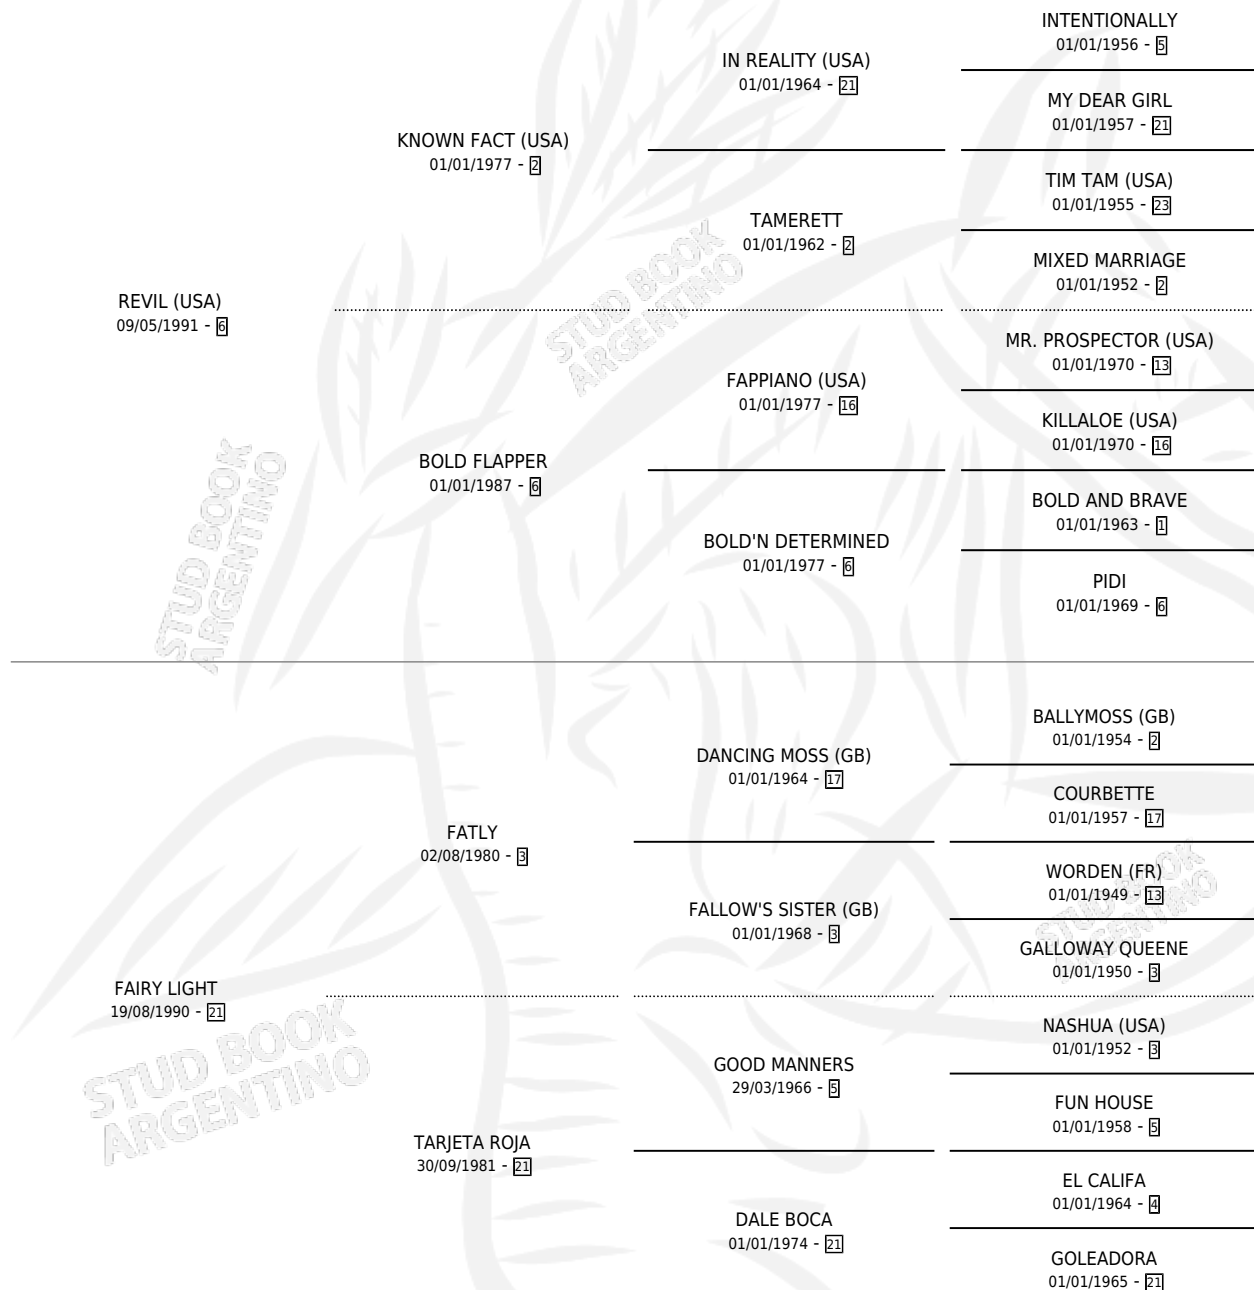 INTENTIONALLY
01/01/1956 - 5
IN REALITY (USA)
01/01/1964 - 21
MY DEAR GIRL
01/01/1957 - 21
KNOWN FACT (USA)
01/01/1977 - 2
TIM TAM (USA)
01/01/1955 - 23
TAMERETT
01/01/1962 - 2
MIXED MARRIAGE
01/01/1952 - 2
REVIL (USA)
09/05/1991 - 6
STUD BOOK
ARGENTINO
MR. PROSPECTOR (USA)
01/01/1970 - 13
FAPPIANO (USA)
01/01/1977 - 16
KILLALOE (USA)
01/01/1970 - 16
BOLD FLAPPER
01/01/1987 - 6
BOLD AND BRAVE
01/01/1963 - 1
BOLD'N DETERMINED
01/01/1977 - 6
PIDI
01/01/1969 - 6
STUD BOOK
ARGENTINO
BALLYMOSS (GB)
01/01/1954 - 2
DANCING MOSS (GB)
01/01/1964 - 17
COURBETTE
01/01/1957 - 17
FATLY
02/08/1980 - 3
WORDEN (FR)
01/01/1949 - 13
FALLOW'S SISTER (GB)
01/01/1968 - 3
GALLOWAY QUEENE
01/01/1950 - 3
STUD BOOK
ARGENTINO
FAIRY LIGHT
19/08/1990 - 21
NASHUA (USA)
01/01/1952 - 3
GOOD MANNERS
29/03/1966 - 5
FUN HOUSE
01/01/1958 - 5
STUD BOOK
ARGENTINO
TARJETA ROJA
30/09/1981 - 21
EL CALIFA
01/01/1964 - 4
DALE BOCA
01/01/1974 - 21
GOLEADORA
01/01/1965 - 21